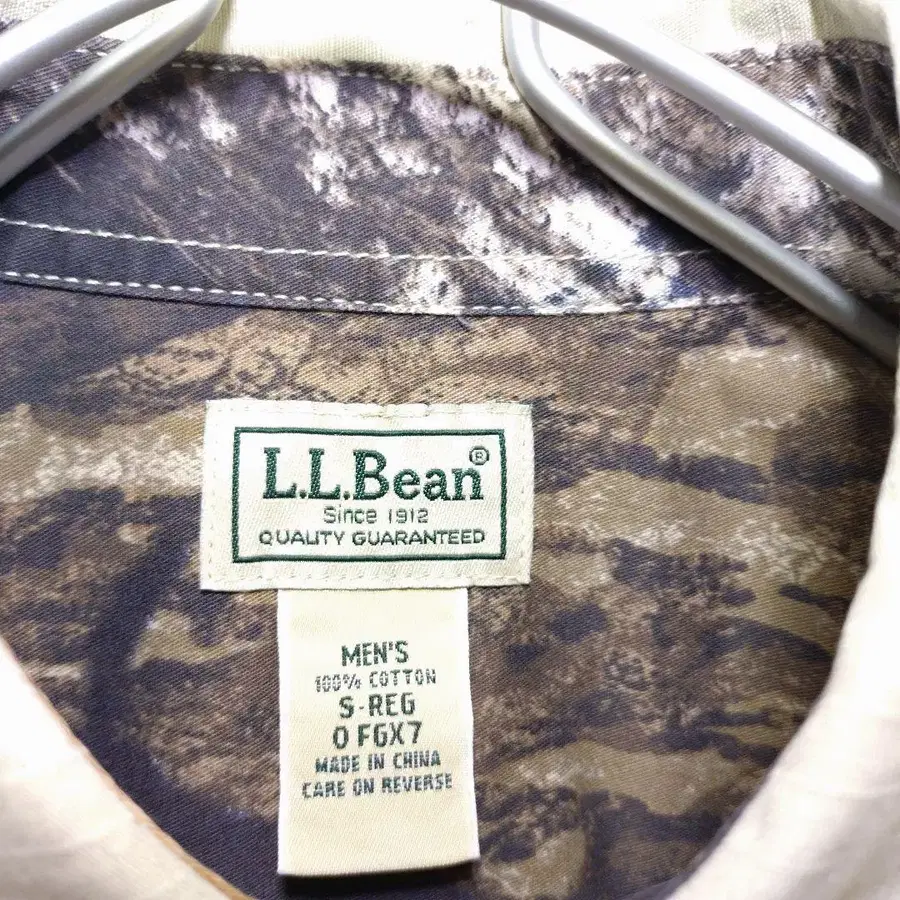 L.L.Bean®
Since 1912
QUALITY GUARANTEED
MEN'S
100% COTTON
S-REG
0 FGX7
MADE IN CHINA
CARE ON REVERSE